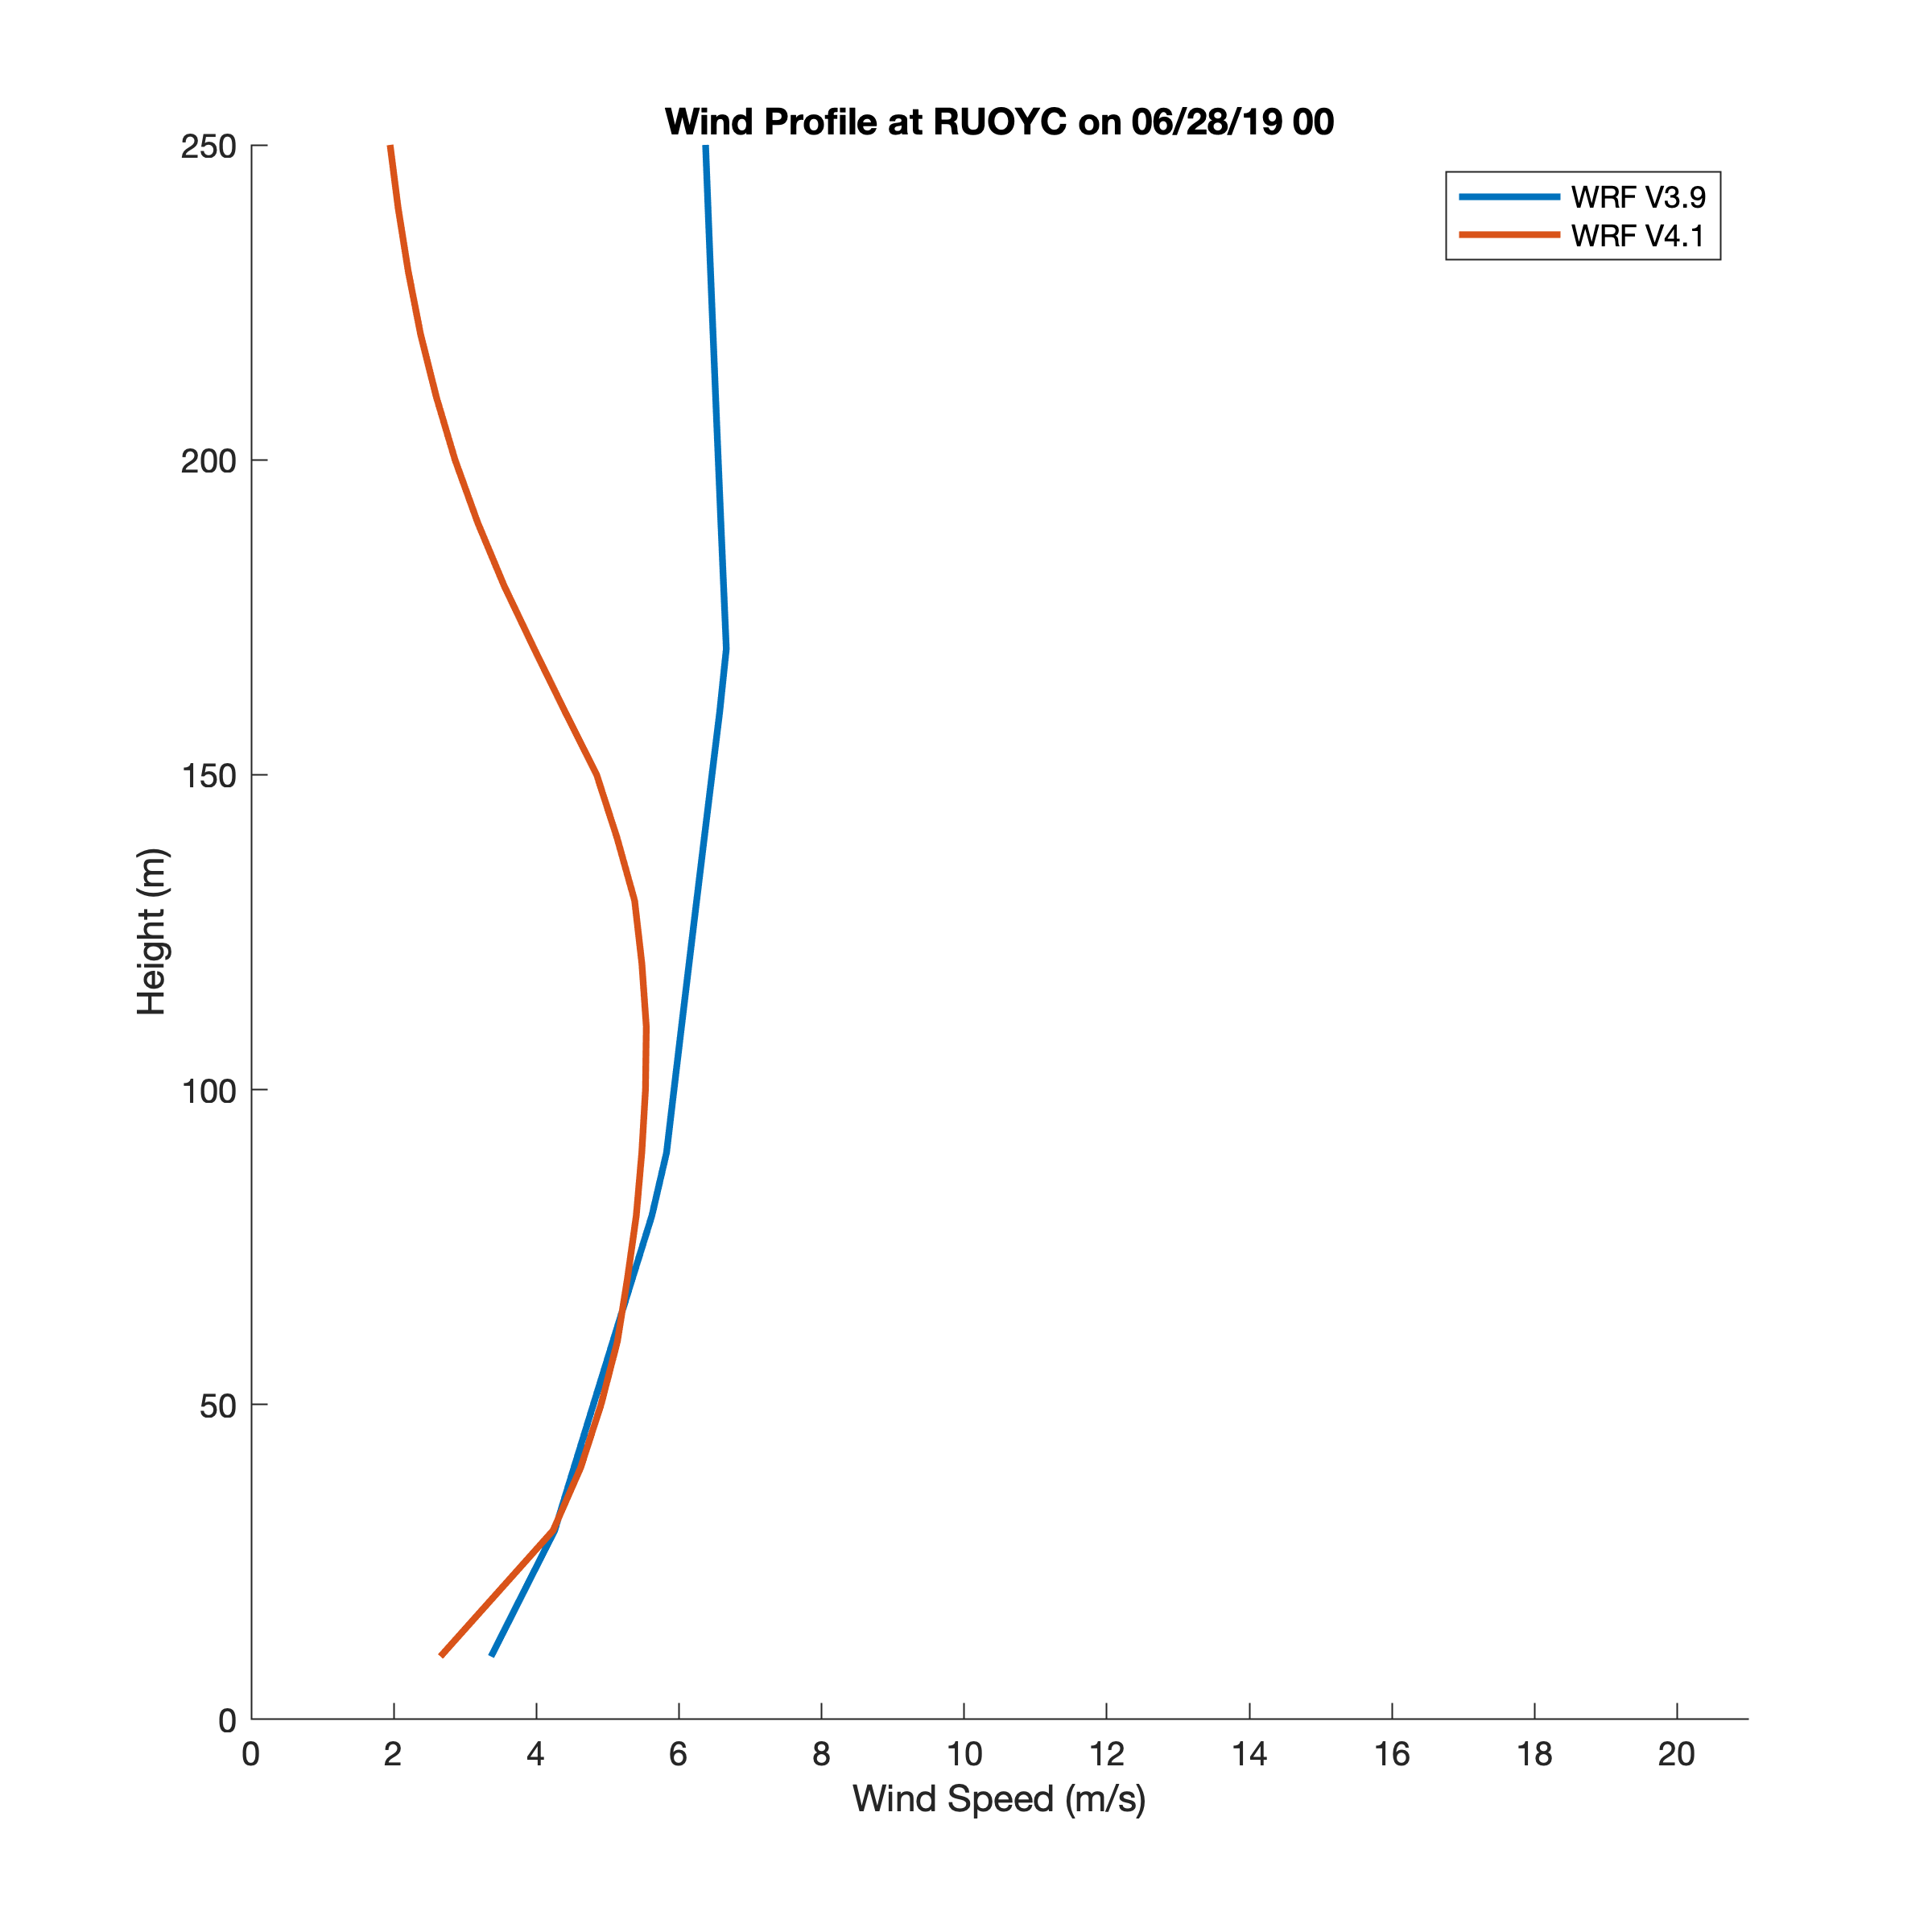 Wind Profile at RUOYC on 06/28/19 00
WRF V3.9
WRF V4.1
250
200
150
100
50
0
Height (m)
0 2 4 6 8 10 12 14 16 18 20
Wind Speed (m/s)